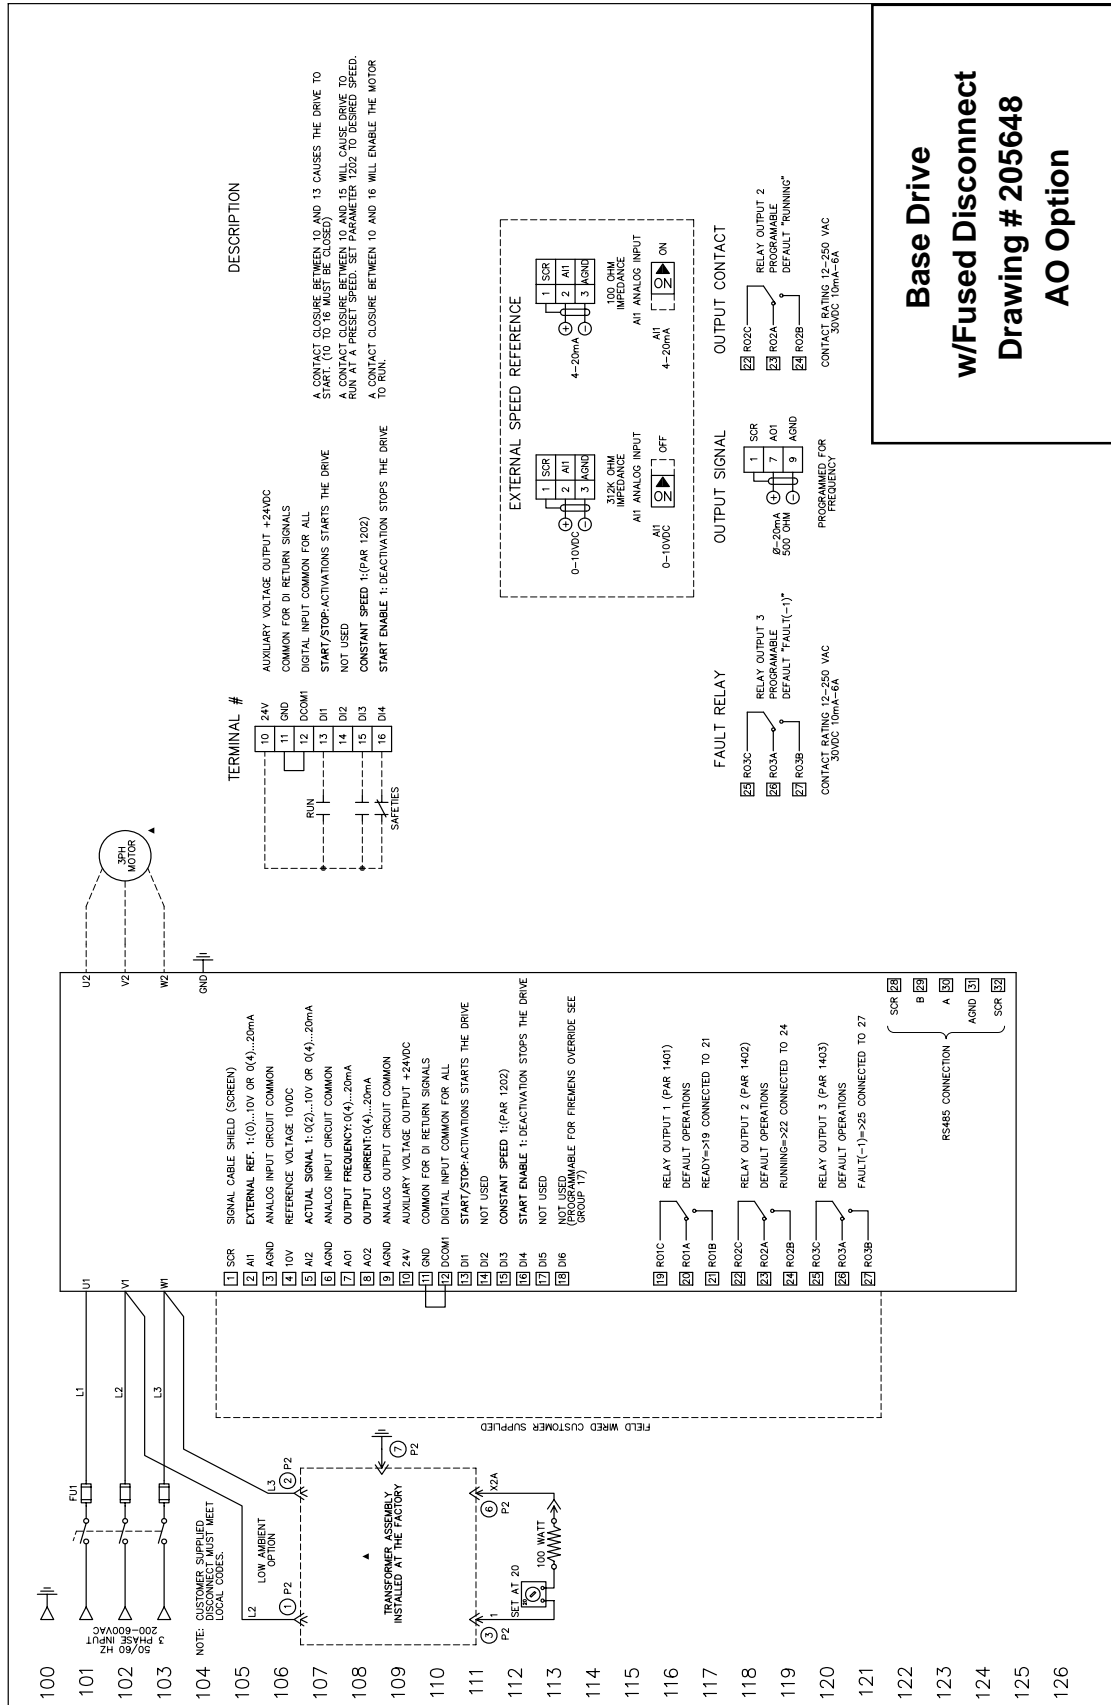 Base Drive
w/Fused Disconnect
Drawing # 205648
AO Option
100
101
102
103
104
105
106
107
108
109
110
111
112
113
114
115
116
117
118
119
120
121
122
123
124
125
126
50/60 HZ
3 PHASE INPUT
200-600VAC
NOTE: CUSTOMER SUPPLIED
DISCONNECT MUST MEET
LOCAL CODES.
FU1
L1
L2
L3
U1
V1
W1
LOW AMBIENT
OPTION
L2
L3
1 P2
2 P2
TRANSFORMER ASSEMBLY
INSTALLED AT THE FACTORY
7
P2
3
P2
1
6
P2
X2A
SET AT 20
100 WATT
FIELD WIRED CUSTOMER SUPPLIED
1 SCR SIGNAL CABLE SHIELD (SCREEN)
2 AI1 EXTERNAL REF. 1:(0)...10V OR 0(4)...20mA
3 AGND ANALOG INPUT CIRCUIT COMMON
4 10V REFERENCE VOLTAGE 10VDC
5 AI2 ACTUAL SIGNAL 1: 0(2)...10V OR 0(4)...20mA
6 AGND ANALOG INPUT CIRCUIT COMMON
7 AO1 OUTPUT FREQUENCY:0(4)...20mA
8 AO2 OUTPUT CURRENT:0(4)...20mA
9 AGND ANALOG OUTPUT CIRCUIT COMMON
10 24V AUXILIARY VOLTAGE OUTPUT +24VDC
11 GND COMMON FOR DI RETURN SIGNALS
12 DCOM1 DIGITAL INPUT COMMON FOR ALL
13 DI1 START/STOP:ACTIVATIONS STARTS THE DRIVE
14 DI2 NOT USED
15 DI3 CONSTANT SPEED 1:(PAR 1202)
16 DI4 START ENABLE 1: DEACTIVATION STOPS THE DRIVE
17 DI5 NOT USED
18 DI6 NOT USED
(PROGRAMMABLE FOR FIREMENS OVERRIDE SEE
GROUP 17)
19 RO1C RELAY OUTPUT 1 (PAR 1401)
20 RO1A DEFAULT OPERATIONS
21 RO1B READY=>19 CONNECTED TO 21
22 RO2C RELAY OUTPUT 2 (PAR 1402)
23 RO2A DEFAULT OPERATIONS
24 RO2B RUNNING=>22 CONNECTED TO 24
25 RO3C RELAY OUTPUT 3 (PAR 1403)
26 RO3A DEFAULT OPERATIONS
27 RO3B FAULT(-1)=>25 CONNECTED TO 27
RS485 CONNECTION
SCR 28
B 29
A 30
AGND 31
SCR 32
U2
V2
W2
GND
3PH
MOTOR
TERMINAL #
DESCRIPTION
RUN
SAFETIES
10 24V AUXILIARY VOLTAGE OUTPUT +24VDC
11 GND COMMON FOR DI RETURN SIGNALS
12 DCOM1 DIGITAL INPUT COMMON FOR ALL
13 DI1 START/STOP:ACTIVATIONS STARTS THE DRIVE
14 DI2 NOT USED
15 DI3 CONSTANT SPEED 1:(PAR 1202)
16 DI4 START ENABLE 1: DEACTIVATION STOPS THE DRIVE
A CONTACT CLOSURE BETWEEN 10 AND 13 CAUSES THE DRIVE TO
START. (10 TO 16 MUST BE CLOSED)
A CONTACT CLOSURE BETWEEN 10 AND 15 WILL CAUSE DRIVE TO
RUN AT A PRESET SPEED. SET PARAMETER 1202 TO DESIRED SPEED.
A CONTACT CLOSURE BETWEEN 10 AND 16 WILL ENABLE THE MOTOR
TO RUN.
EXTERNAL SPEED REFERENCE
0-10VDC
1 SCR
2 AI1
3 AGND
312K OHM
IMPEDANCE
AI1 ANALOG INPUT
AI1
0-10VDC
ON
OFF
4-20mA
1 SCR
2 AI1
3 AGND
100 OHM
IMPEDANCE
AI1 ANALOG INPUT
AI1
4-20mA
ON
ON
FAULT RELAY
25 RO3C
26 RO3A
27 RO3B
RELAY OUTPUT 3
PROGRAMABLE
DEFAULT "FAULT(-1)"
CONTACT RATING 12-250 VAC
30VDC 10mA-6A
OUTPUT SIGNAL
1 SCR
7 AO1
9 AGND
Ø-20mA
500 OHM
PROGRAMMED FOR
FREQUENCY
OUTPUT CONTACT
22 RO2C
23 RO2A
24 RO2B
RELAY OUTPUT 2
PROGRAMABLE
DEFAULT "RUNNING"
CONTACT RATING 12-250 VAC
30VDC 10mA-6A